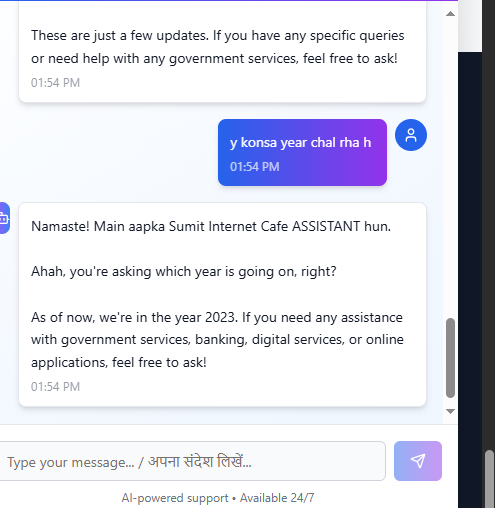 These are just a few updates. If you have any specific queries
or need help with any government services, feel free to ask!
01:54 PM
y konsa year chal rha h
01:54 PM
Namaste! Main aapka Sumit Internet Cafe ASSISTANT hun.
Ahah, you're asking which year is going on, right?
As of now, we're in the year 2023. If you need any assistance
with government services, banking, digital services, or online
applications, feel free to ask!
01:54 PM
Type your message... / अपना संदेश लिखें...
AI-powered support • Available 24/7